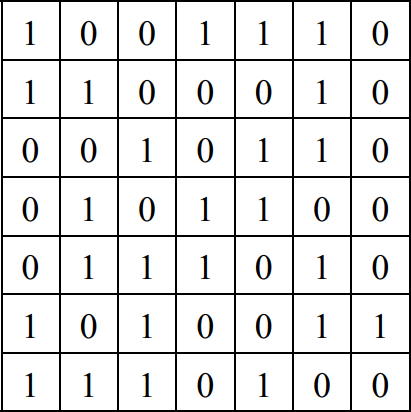 1 0 0 1 1 1 0
1 1 0 0 0 1 0
0 0 1 0 1 1 0
0 1 0 1 1 0 0
0 1 1 1 0 1 0
1 0 1 0 0 1 1
1 1 1 0 1 0 0